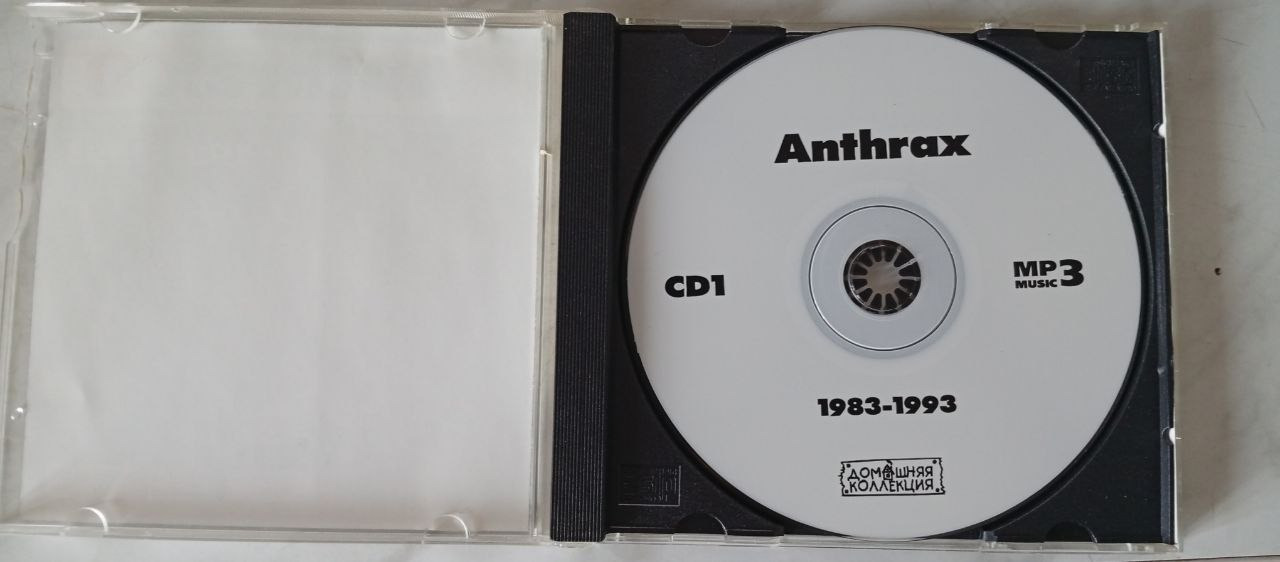 Anthrax
CD1
MP3
MUSIC
1983-1993
ДОМАШНЯЯ
КОЛЛЕКЦИЯ